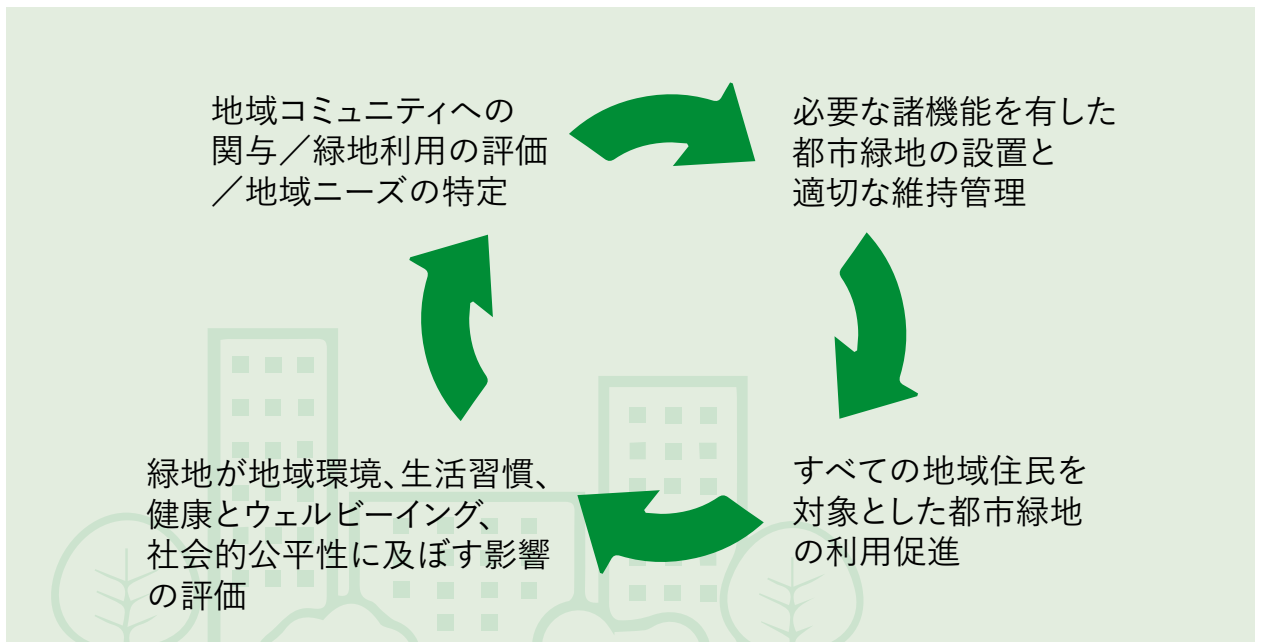 地域コミュニティへの
関与／緑地利用の評価
／地域ニーズの特定
必要な諸機能を有した
都市緑地の設置と
適切な維持管理
すべての地域住民を
対象とした都市緑地
の利用促進
緑地が地域環境、生活習慣、
健康とウェルビーイング、
社会的公平性に及ぼす影響
の評価